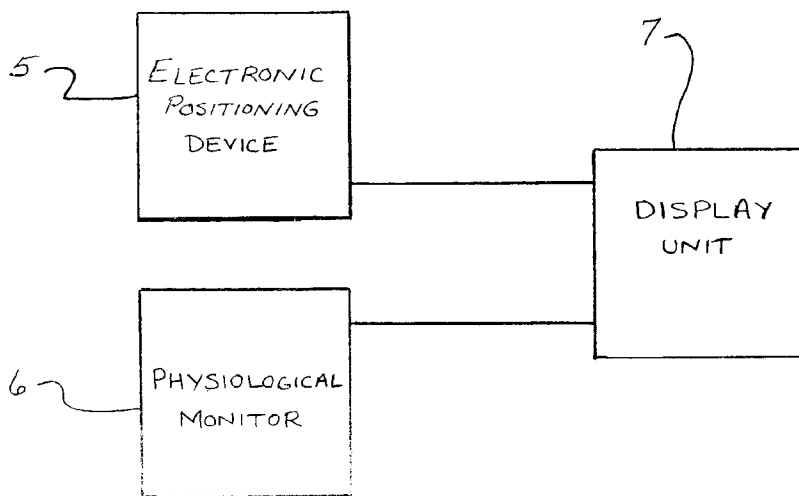 5
ELECTRONIC
POSITIONING
DEVICE
7
DISPLAY
UNIT
6
PHYSIOLOGICAL
MONITOR